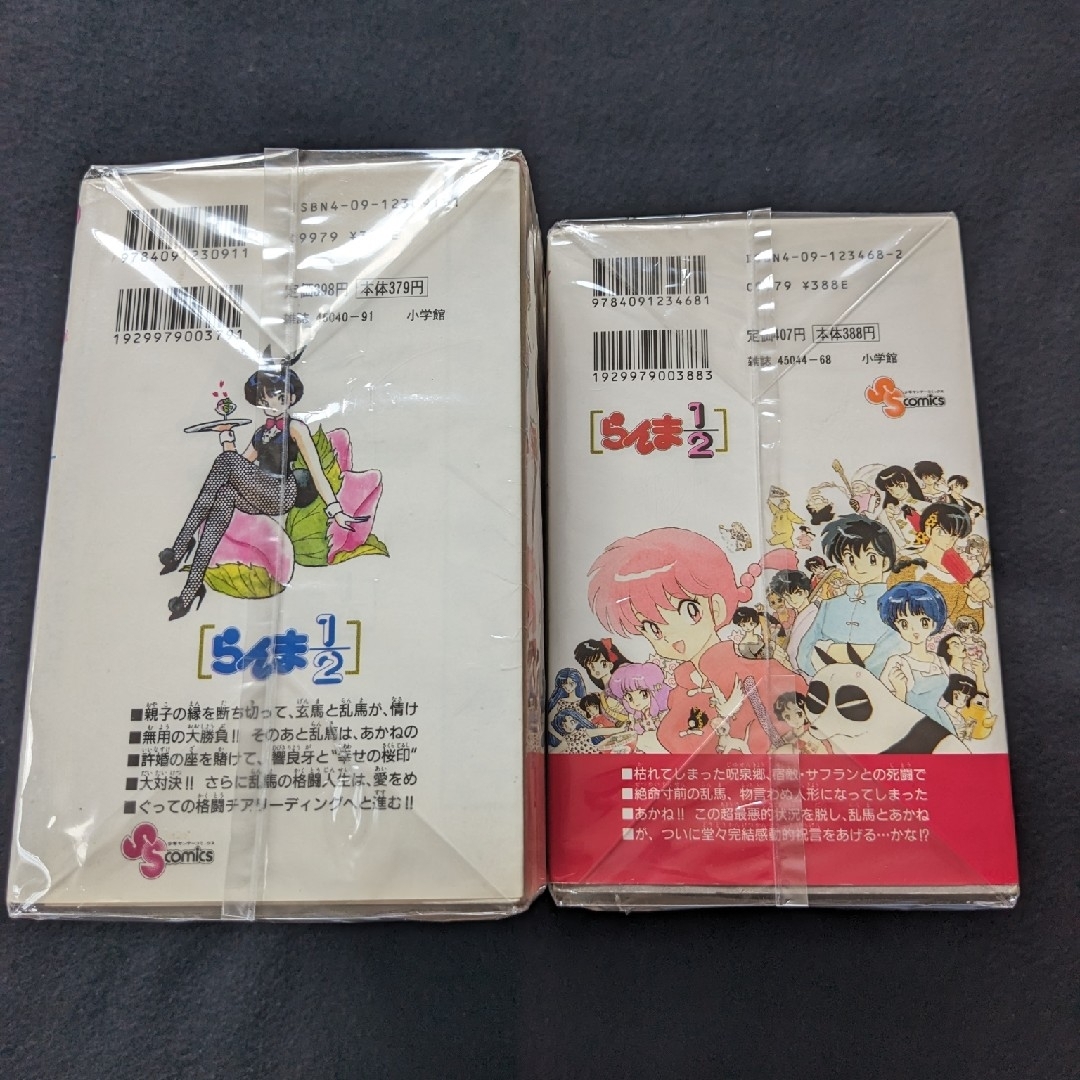 9784091230911
定価398円 本体379円
雑誌 45040-91 小学館
[らんま1/2]
■親子の縁を断ち切って、玄馬と乱馬が、情け
■無用の大勝負!! そのあと乱馬は、あかねの
■許婚の座を賭けて、響良牙と“幸せの桜印”
■大対決!! さらに乱馬の格闘人生は、愛をめ
■ぐっての格闘チアリーディングへと進む!!
SS comics
4-09-123468-2
¥388E
9784091234681
定価407円 本体388円
雑誌 45044-68 小学館
1929979003883
SS comics
[らんま1/2]
■枯れてしまった呪泉郷、宿敵・サフランとの死闘で
■絶命寸前の乱馬、物言わぬ人形になってしまった
■あかね!! この超最悪的状況を脱し、乱馬とあかね
■が、ついに堂々完結感動的祝言をあげる…かな!?